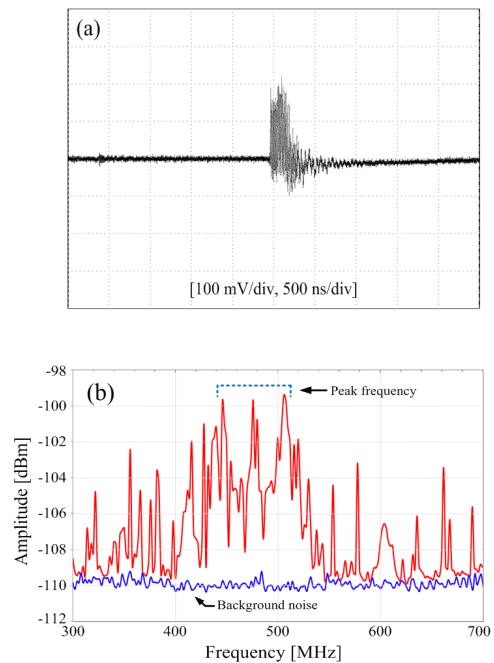 (a)
[100 mV/div, 500 ns/div]
-98
(b)
Peak frequency
-100
-102
-104
-106
-108
-110
-112
Amplitude [dBm]
Background noise
300
400
500
600
700
Frequency [MHz]